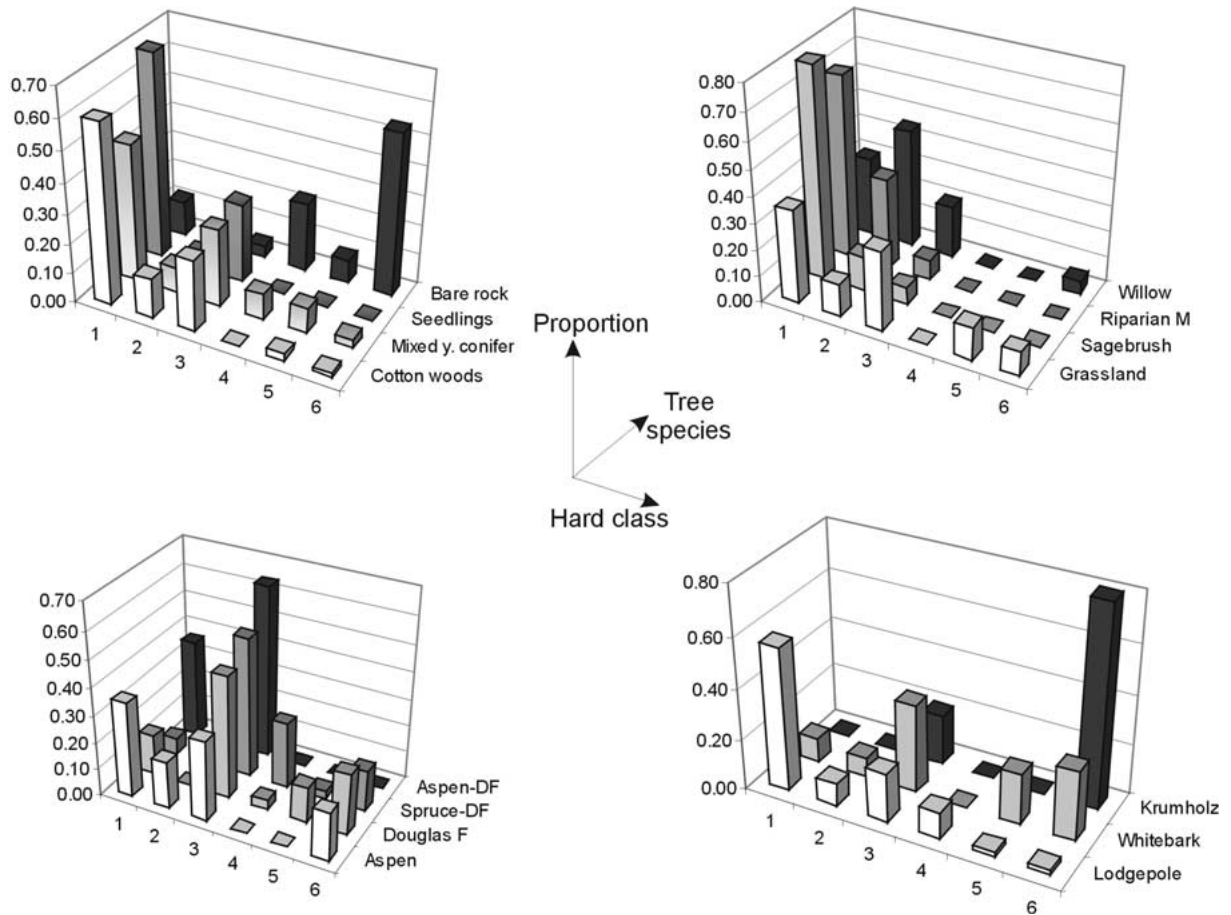 0.70
0.60
0.50
0.40
0.30
0.20
0.10
0.00
1
2
3
4
5
6
Bare rock
Seedlings
Mixed y. conifer
Cotton woods
0.80
0.70
0.60
0.50
0.40
0.30
0.20
0.10
0.00
1
2
3
4
5
6
Willow
Riparian M
Sagebrush
Grassland
Proportion
Tree
species
Hard class
0.70
0.60
0.50
0.40
0.30
0.20
0.10
0.00
1
2
3
4
5
6
Aspen-DF
Spruce-DF
Douglas F
Aspen
0.80
0.60
0.40
0.20
0.00
1
2
3
4
5
6
Krumholz
Whitebark
Lodgepole